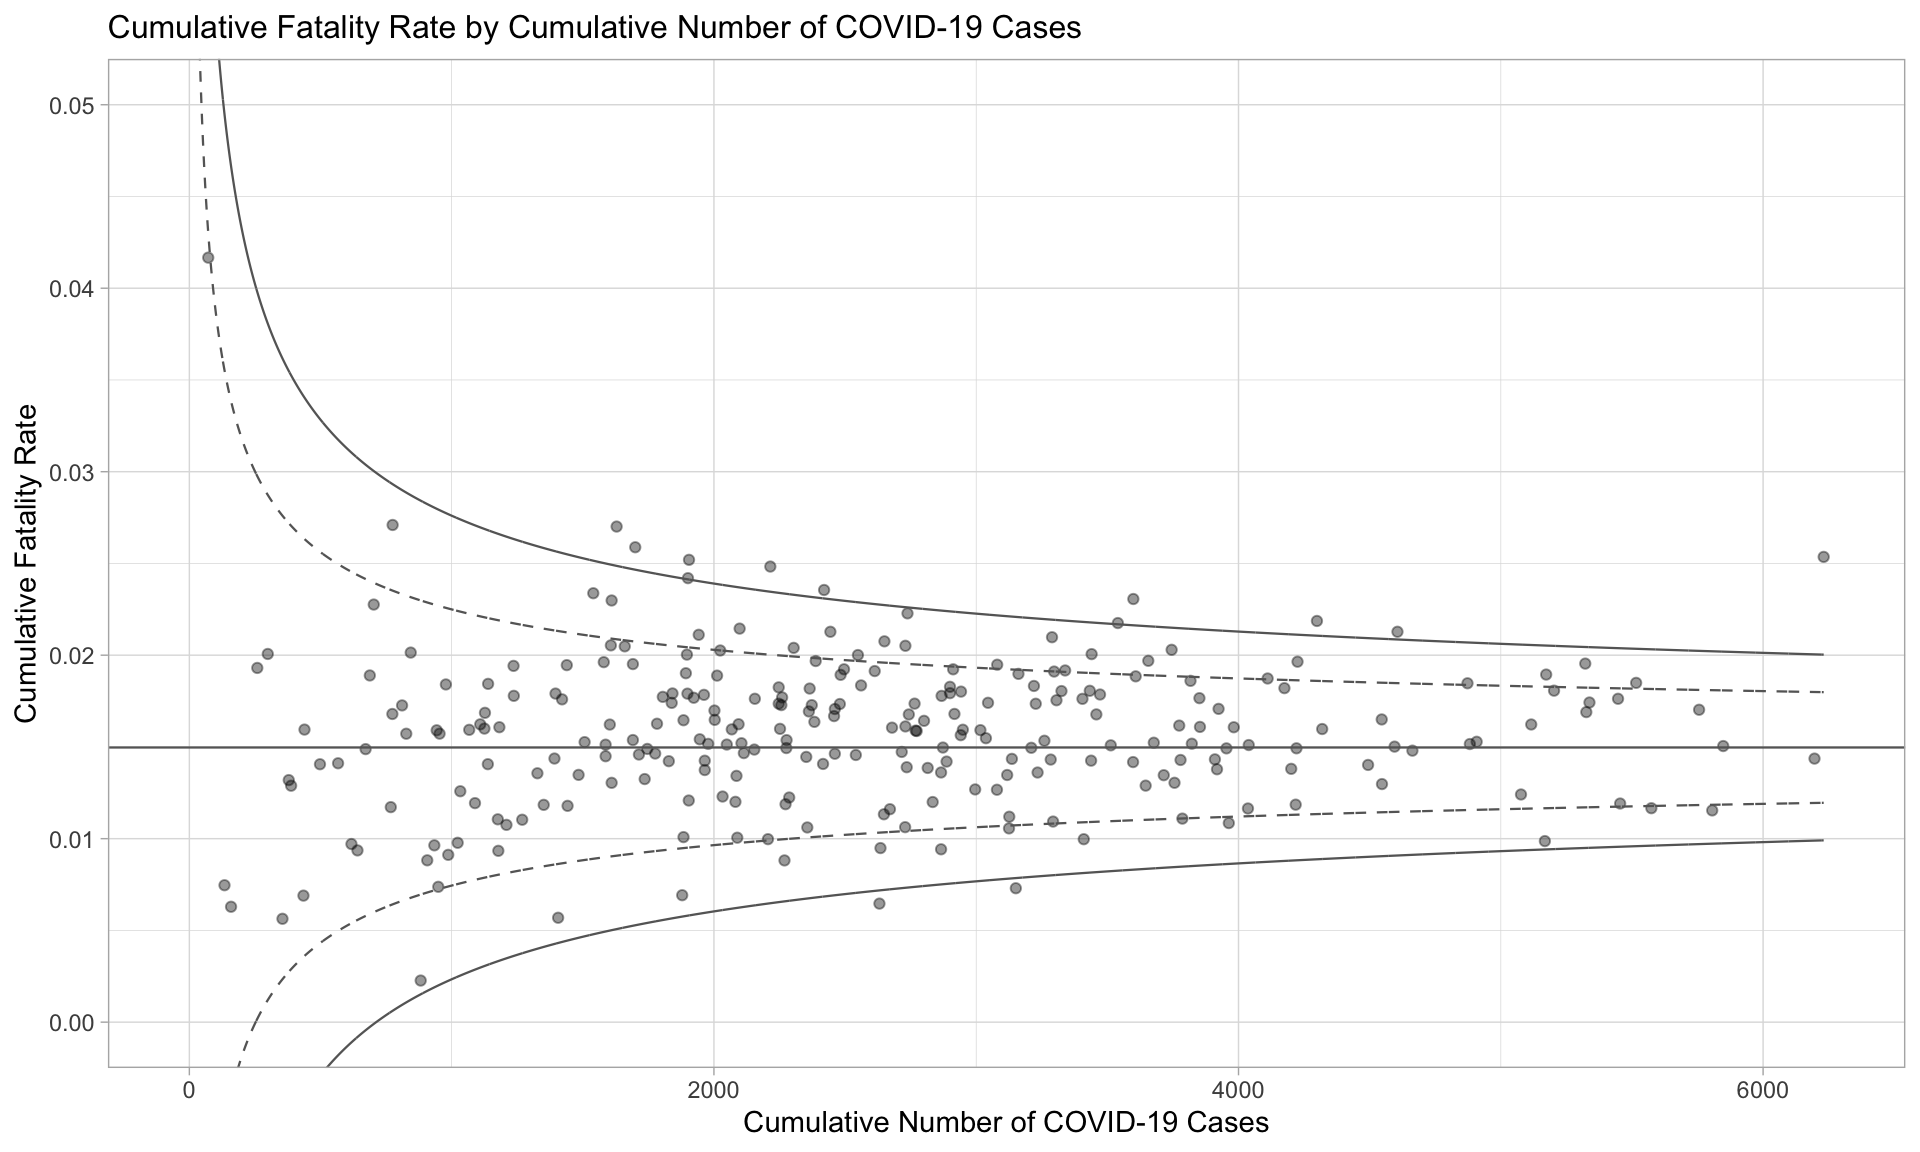 Cumulative Fatality Rate by Cumulative Number of COVID-19 Cases
Cumulative Fatality Rate
0.05
0.04
0.03
0.02
0.01
0.00
0 2000 4000 6000
Cumulative Number of COVID-19 Cases